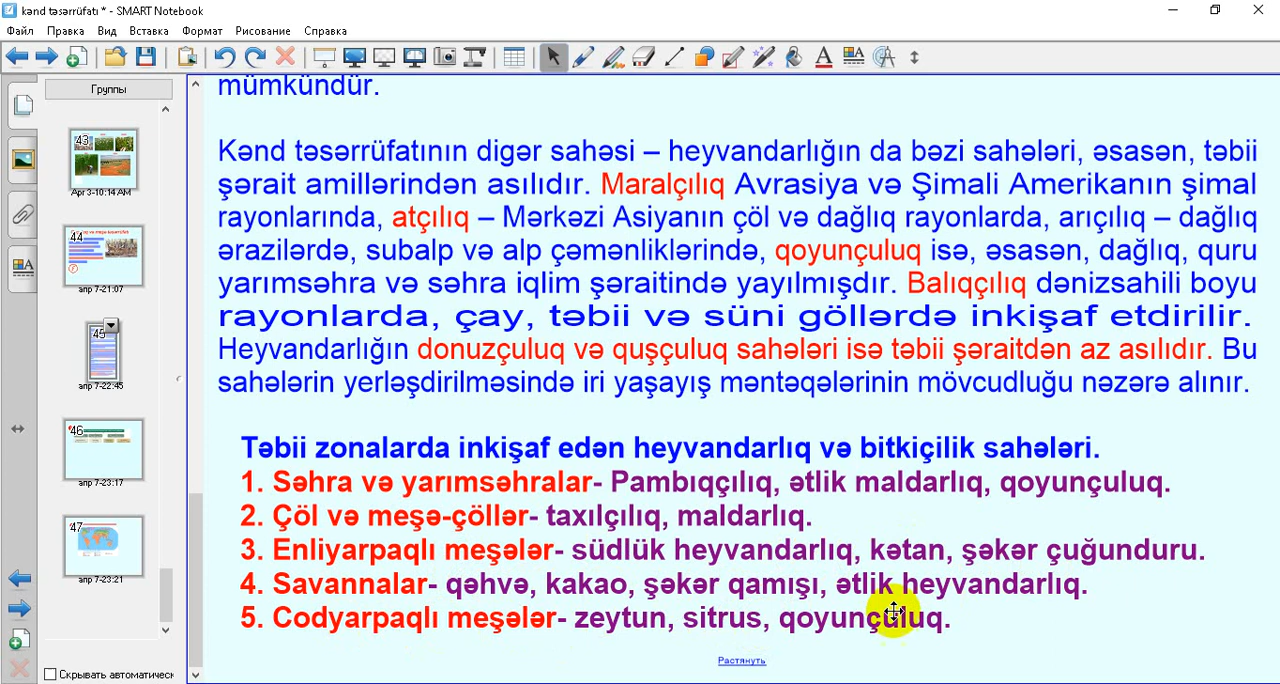 kənd təsərrüfatı * - SMART Notebook
Файл Правка Вид Вставка Формат Рисование Справка
Группы
43
Apr 3-10:14 AM
44
апр 7-21:07
45
апр 7-22:45
46
апр 7-23:17
47
апр 7-23:21
Скрывать автоматическ
mümkündür.
Kənd təsərrüfatının digər sahəsi – heyvandarlığın da bəzi sahələri, əsasən, təbii
şərait amillərindən asılıdır. Maralçılıq Avrasiya və Şimali Amerikanın şimal
rayonlarında, atçılıq – Mərkəzi Asiyanın çöl və dağlıq rayonlarda, arıçılıq – dağlıq
ərazilərdə, subalp və alp çəmənliklərində, qoyunçuluq isə, əsasən, dağlıq, quru
yarımsəhra və səhra iqlim şəraitində yayılmışdır. Balıqçılıq dənizsahili boyu
rayonlarda, çay, təbii və süni göllərdə inkişaf etdirilir.
Heyvandarlığın donuzçuluq və quşçuluq sahələri isə təbii şəraitdən az asılıdır. Bu
sahələrin yerləşdirilməsində iri yaşayış məntəqələrinin mövcudluğu nəzərə alınır.
Təbii zonalarda inkişaf edən heyvandarlıq və bitkiçilik sahələri.
1. Səhra və yarımsəhralar- Pambıqçılıq, ətlik maldarlıq, qoyunçuluq.
2. Çöl və meşə-çöllər- taxılçılıq, maldarlıq.
3. Enliyarpaqlı meşələr- südlük heyvandarlıq, kətan, şəkər çuğunduru.
4. Savannalar- qəhvə, kakao, şəkər qamışı, ətlik heyvandarlıq.
5. Codyarpaqlı meşələr- zeytun, sitrus, qoyunçuluq.
Растянуть